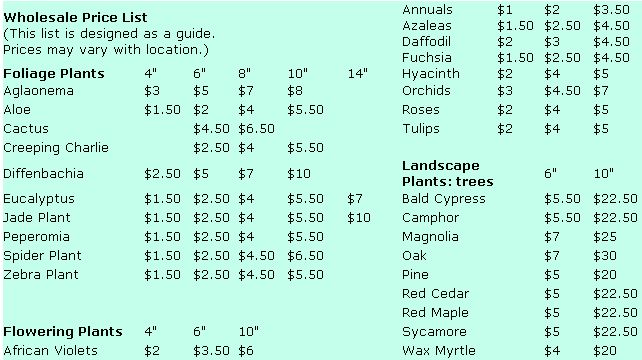 Wholesale Price List
(This list is designed as a guide.
Prices may vary with location.)
Foliage Plants 4" 6" 8" 10" 14"
Aglaonema $3 $5 $7 $8
Aloe $1.50 $2 $4 $5.50
Cactus $4.50 $6.50
Creeping Charlie $2.50 $4 $5.50
Diffenbachia $2.50 $5 $7 $10
Eucalyptus $1.50 $2.50 $4 $5.50 $7
Jade Plant $1.50 $2.50 $4 $5.50 $10
Peperomia $1.50 $2.50 $4 $5.50
Spider Plant $1.50 $2.50 $4.50 $6.50
Zebra Plant $1.50 $2.50 $4.50 $5.50
Flowering Plants 4" 6" 10"
African Violets $2 $3.50 $6
Annuals $1 $2 $3.50
Azaleas $1.50 $2.50 $4.50
Daffodil $2 $3 $4.50
Fuchsia $1.50 $2.50 $4.50
Hyacinth $2 $4 $5
Orchids $3 $4.50 $7
Roses $2 $4 $5
Tulips $2 $4 $5
Landscape
Plants: trees 6" 10"
Bald Cypress $5.50 $22.50
Camphor $5.50 $22.50
Magnolia $7 $25
Oak $7 $30
Pine $5 $20
Red Cedar $5 $22.50
Red Maple $5 $22.50
Sycamore $5 $22.50
Wax Myrtle $4 $20